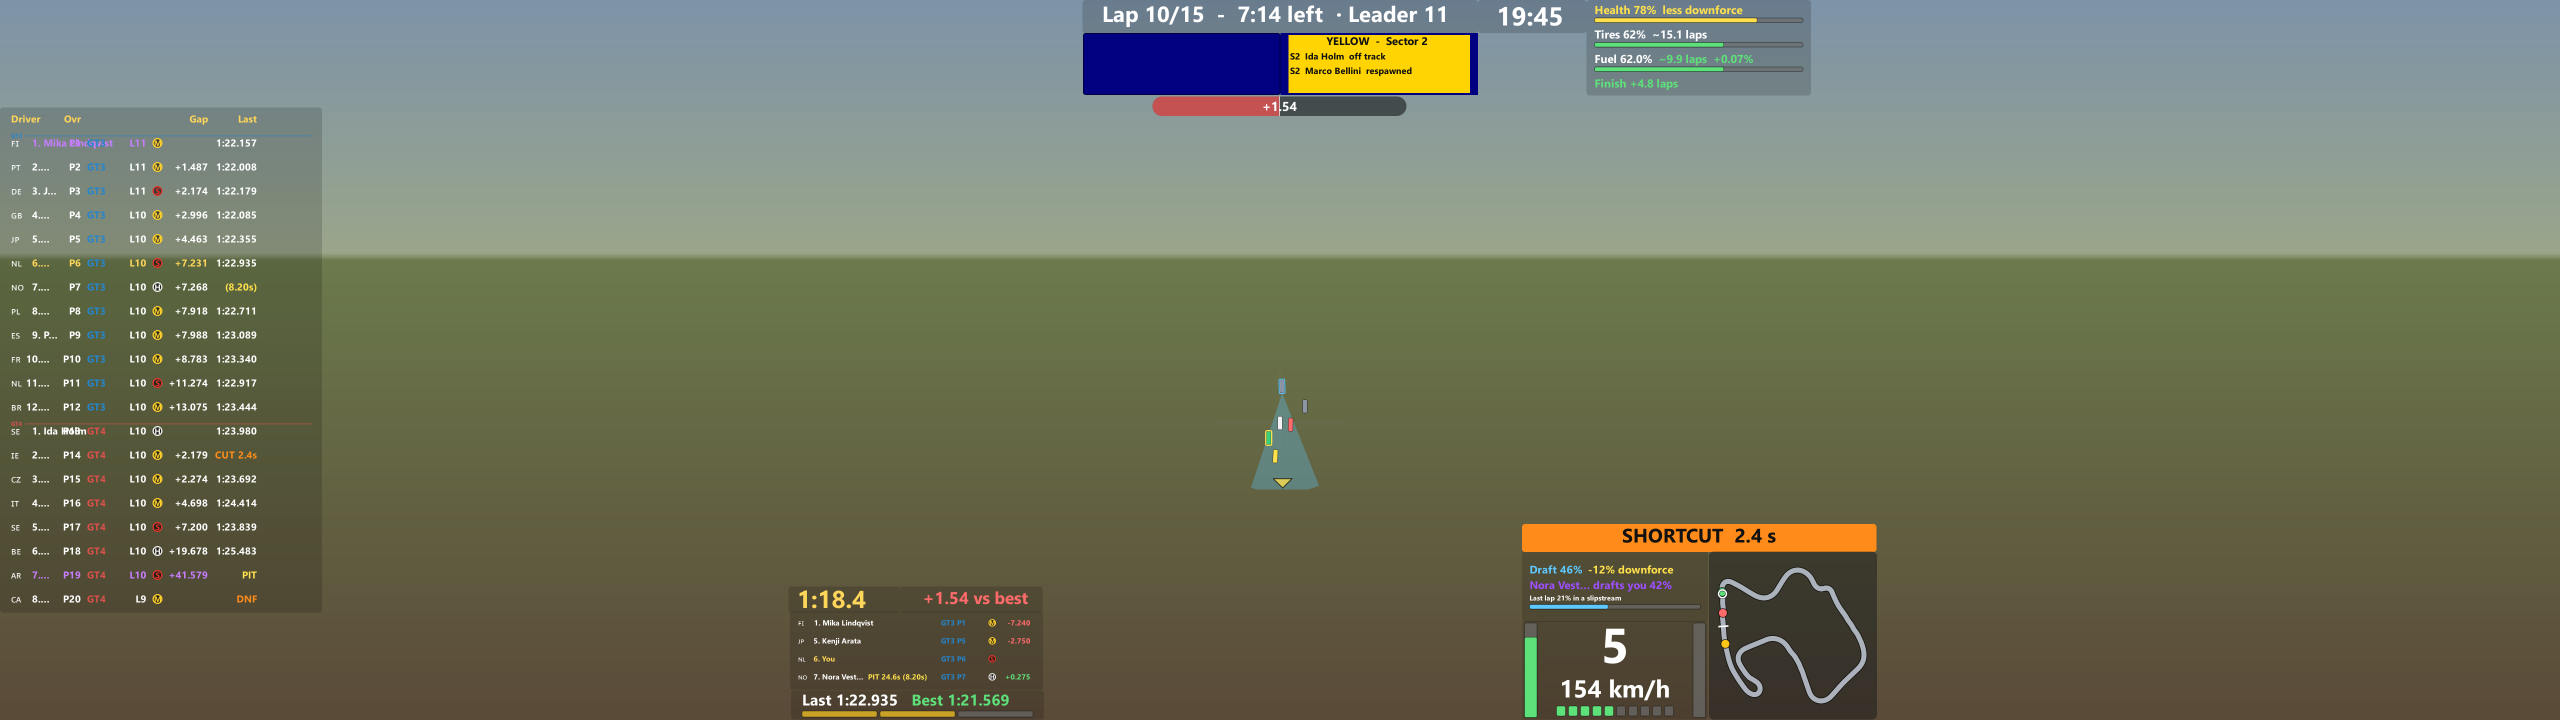 Lap 10/15 - 7:14 left · Leader 11
19:45
YELLOW - Sector 2
S2 Ida Holm off track
S2 Marco Bellini respawned
+1.54
Health 78% less downforce
Tires 62% ~15.1 laps
Fuel 62.0% ~9.9 laps +0.07%
Finish +4.8 laps
Driver Ovr Gap Last
FI 1. Mika Lindqvist L11 M 1:22.157
PT 2.... P2 GT3 L11 M +1.487 1:22.008
DE 3. J... P3 GT3 L11 S +2.174 1:22.179
GB 4.... P4 GT3 L10 M +2.996 1:22.085
JP 5.... P5 GT3 L10 M +4.463 1:22.355
NL 6.... P6 GT3 L10 S +7.231 1:22.935
NO 7.... P7 GT3 L10 H +7.268 (8.20s)
PL 8.... P8 GT3 L10 M +7.918 1:22.711
ES 9. P... P9 GT3 L10 M +7.988 1:23.089
FR 10.... P10 GT3 L10 M +8.783 1:23.340
NL 11.... P11 GT3 L10 S +11.274 1:22.917
BR 12.... P12 GT3 L10 M +13.075 1:23.444
GT4
SE 1. Ida Holm P13 GT4 L10 H 1:23.980
IE 2.... P14 GT4 L10 M +2.179 CUT 2.4s
CZ 3.... P15 GT4 L10 M +2.274 1:23.692
IT 4.... P16 GT4 L10 M +4.698 1:24.414
SE 5.... P17 GT4 L10 S +7.200 1:23.839
BE 6.... P18 GT4 L10 H +19.678 1:25.483
AR 7.... P19 GT4 L10 S +41.579 PIT
CA 8.... P20 GT4 L9 M DNF
1:18.4 +1.54 vs best
FI 1. Mika Lindqvist GT3 P1 M -7.240
JP 5. Kenji Arata GT3 P5 M -2.750
NL 6. You GT3 P6 S
NO 7. Nora Vest... PIT 24.6s (8.20s) GT3 P7 H +0.275
Last 1:22.935 Best 1:21.569
SHORTCUT 2.4 s
Draft 46% -12% downforce
Nora Vest... drafts you 42%
Last lap 21% in a slipstream
5
154 km/h